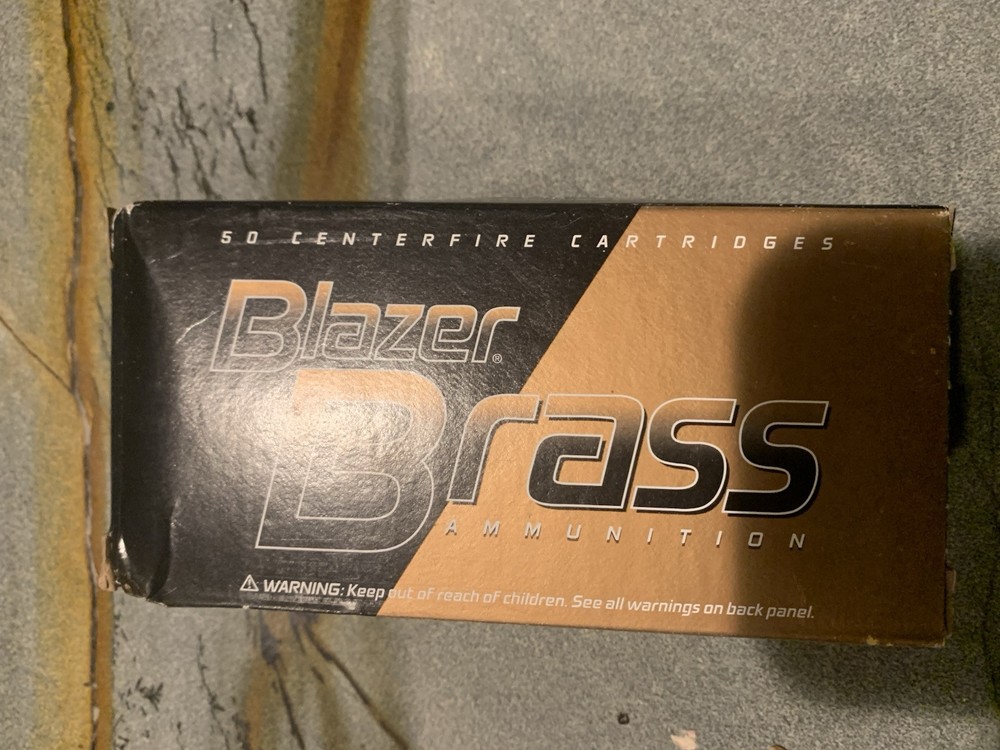 50 CENTERFIRE CARTRIDGES
Blazer®
Brass
AMMUNITION
⚠ WARNING: Keep out of reach of children. See all warnings on back panel.